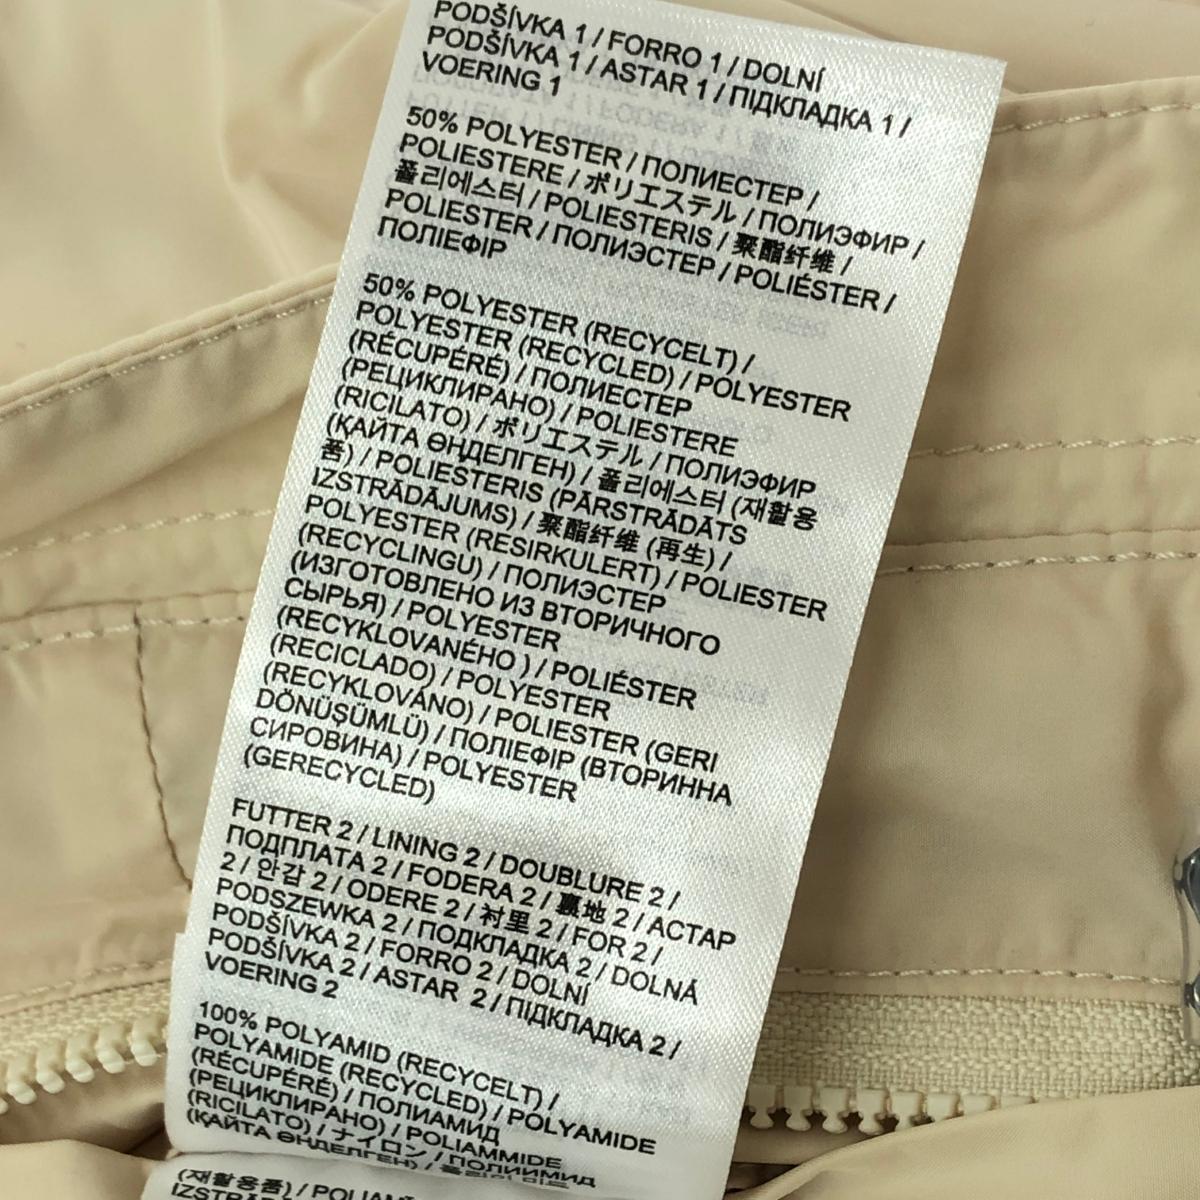 PODŠÍVKA 1 / FORRO 1 / DOLNÍ
PODŠÍVKA 1 / ASTAR 1 / ПІДКЛАДКА 1 /
VOERING 1
50% POLYESTER / ПОЛИЕСТЕР /
POLIESTERE / ポリエステル / ПОЛИЭФИР /
폴리에스터 / POLIESTERIS / 聚酯纤维 /
POLIESTER / ПОЛИЭСТЕР / POLIÉSTER /
ПОЛІЕФІР
50% POLYESTER (RECYCELT) /
POLYESTER (RECYCLED) / POLYESTER
(RÉCUPÉRÉ) / ПОЛИЕСТЕР
(РЕЦИКЛИРАНО) / POLIESTERE
(RICILATO) / ポリエステル / ПОЛИЭФИР
(ҚАЙТА ӨҢДЕЛГЕН) / 폴리에스터 (재활용
품) / POLIESTERIS (PĀRSTRĀDĀTS
IZSTRĀDĀJUMS) / 聚酯纤维 (再生) /
POLYESTER (RESIRKULERT) / POLIESTER
(RECYCLINGU) / ПОЛИЭСТЕР
(ИЗГОТОВЛЕНО ИЗ ВТОРИЧНОГО
СЫРЬЯ) / POLYESTER
(RECYKLOVANÉHO ) / POLIÉSTER
(RECICLADO) / POLYESTER
(RECYKLOVÁNO) / POLIESTER (GERI
DÖNÜŞÜMLÜ) / ПОЛІЕФІР (ВТОРИННА
СИРОВИНА) / POLYESTER
(GERECYCLED)
FUTTER 2 / LINING 2 / DOUBLURE 2 /
ПОДПЛАТА 2 / FODERA 2 / 裏地 2 / АСТАР
2 / 안감 2 / ODERE 2 / 衬里 2 / FOR 2 /
PODSZEWKA 2 / ПОДКЛАДКА 2 / DOLNÁ
PODŠÍVKA 2 / FORRO 2 / DOLNÍ
PODŠÍVKA 2 / ASTAR 2 / ПІДКЛАДКА 2 /
VOERING 2
100% POLYAMID (RECYCELT) /
POLYAMIDE (RECYCLED) / POLYAMIDE
(RÉCUPÉRÉ) / ПОЛИАМИД
(РЕЦИКЛИРАНО) / POLIAMMIDE
(RICILATO) / ナイロン / ПОЛИИМИД
(ҚАЙТА ӨҢДЕЛГЕН) /
(재활용품) /